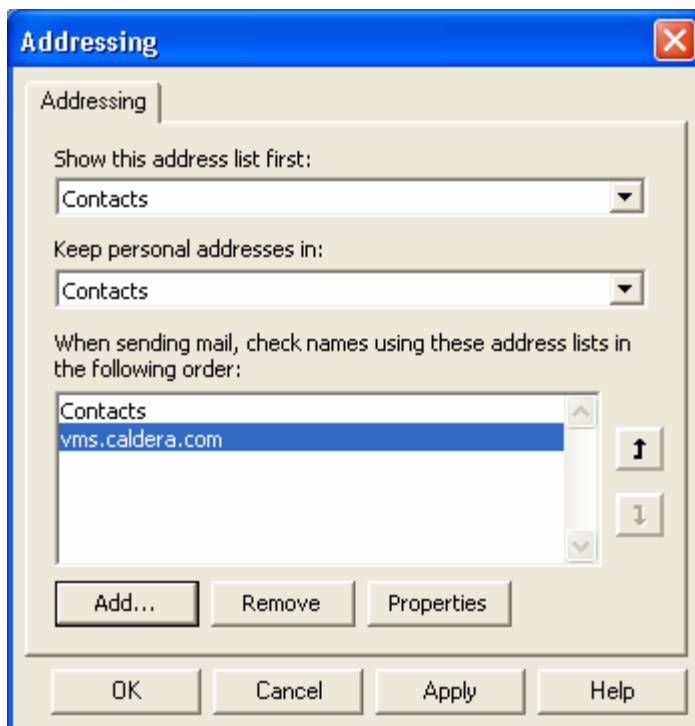 Addressing
Addressing
Show this address list first:
Contacts
Keep personal addresses in:
Contacts
When sending mail, check names using these address lists in
the following order:
Contacts
vms.caldera.com
Add... Remove Properties
OK Cancel Apply Help